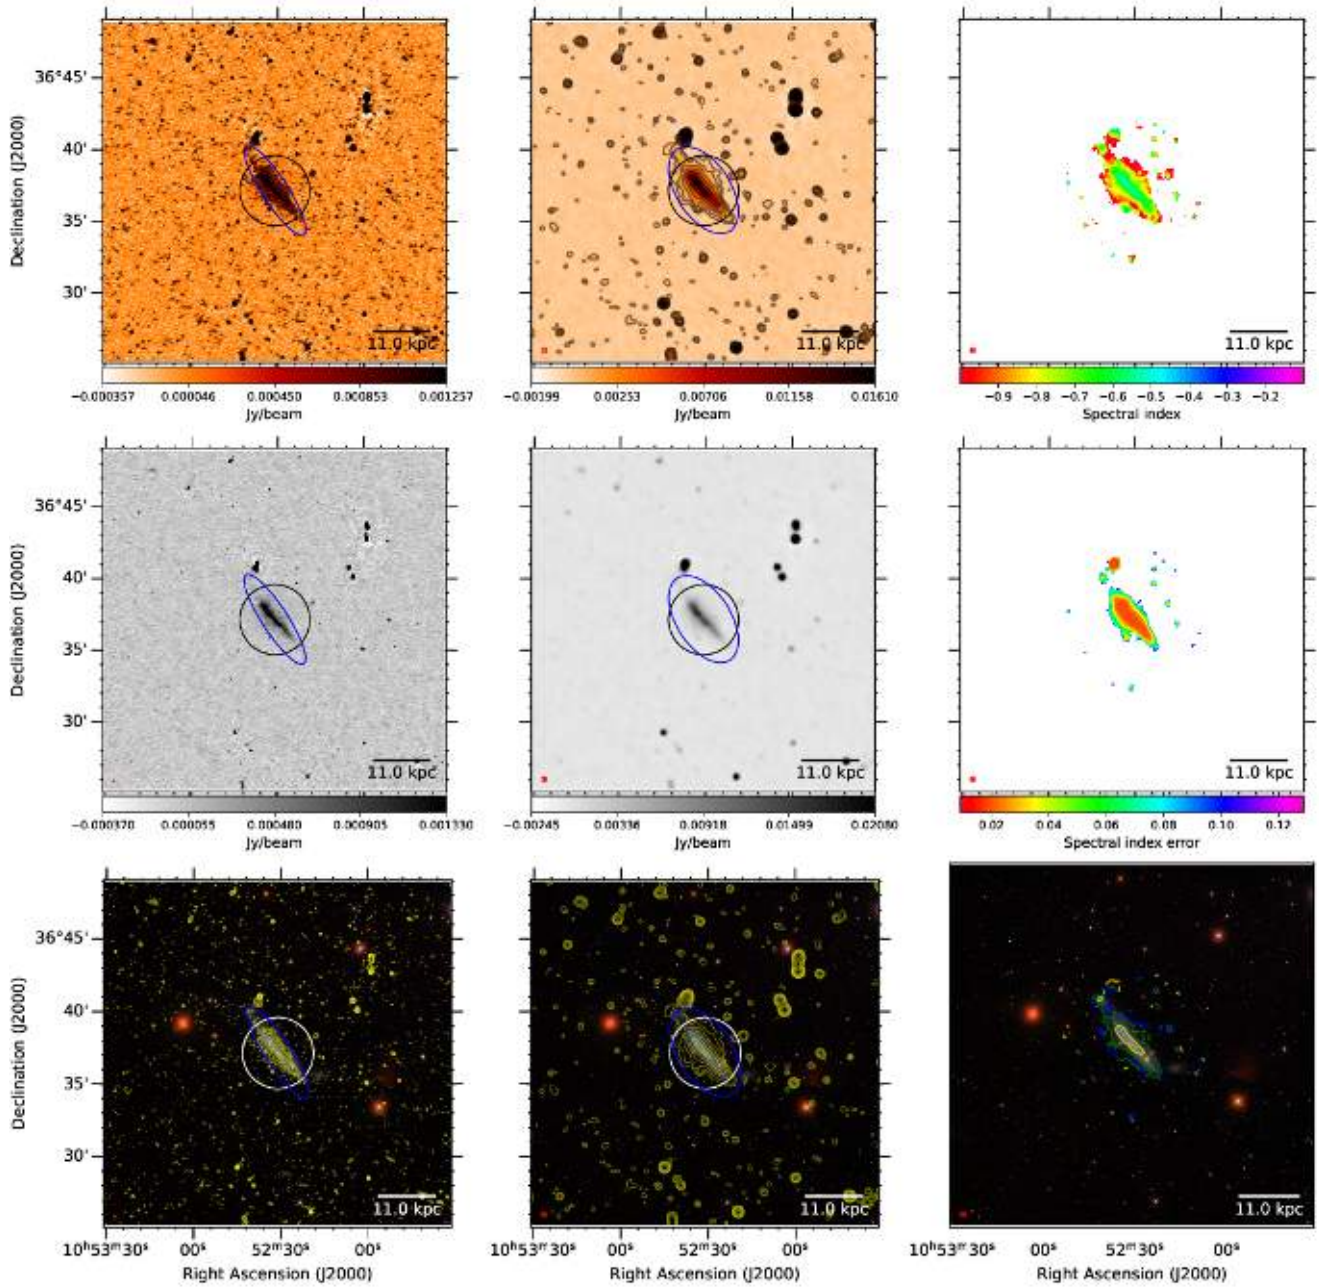 36°45'
40'
35'
30'
Declination (J2000)
11.0 kpc
11.0 kpc
11.0 kpc
−0.000357 0.000046 0.000450 0.000853 0.001257
Jy/beam
−0.00199 0.00253 0.00706 0.01158 0.01610
Jy/beam
−0.9 −0.8 −0.7 −0.6 −0.5 −0.4 −0.3 −0.2
Spectral index
36°45'
40'
35'
30'
Declination (J2000)
11.0 kpc
11.0 kpc
11.0 kpc
−0.000370 0.000055 0.000480 0.000905 0.001330
Jy/beam
−0.00245 0.00336 0.00918 0.01499 0.02080
Jy/beam
0.02 0.04 0.06 0.08 0.10 0.12
Spectral index error
36°45'
40'
35'
30'
Declination (J2000)
11.0 kpc
11.0 kpc
11.0 kpc
10ʰ53ᵐ30ˢ 00ˢ 52ᵐ30ˢ 00ˢ
Right Ascension (J2000)
10ʰ53ᵐ30ˢ 00ˢ 52ᵐ30ˢ 00ˢ
Right Ascension (J2000)
10ʰ53ᵐ30ˢ 00ˢ 52ᵐ30ˢ 00ˢ
Right Ascension (J2000)